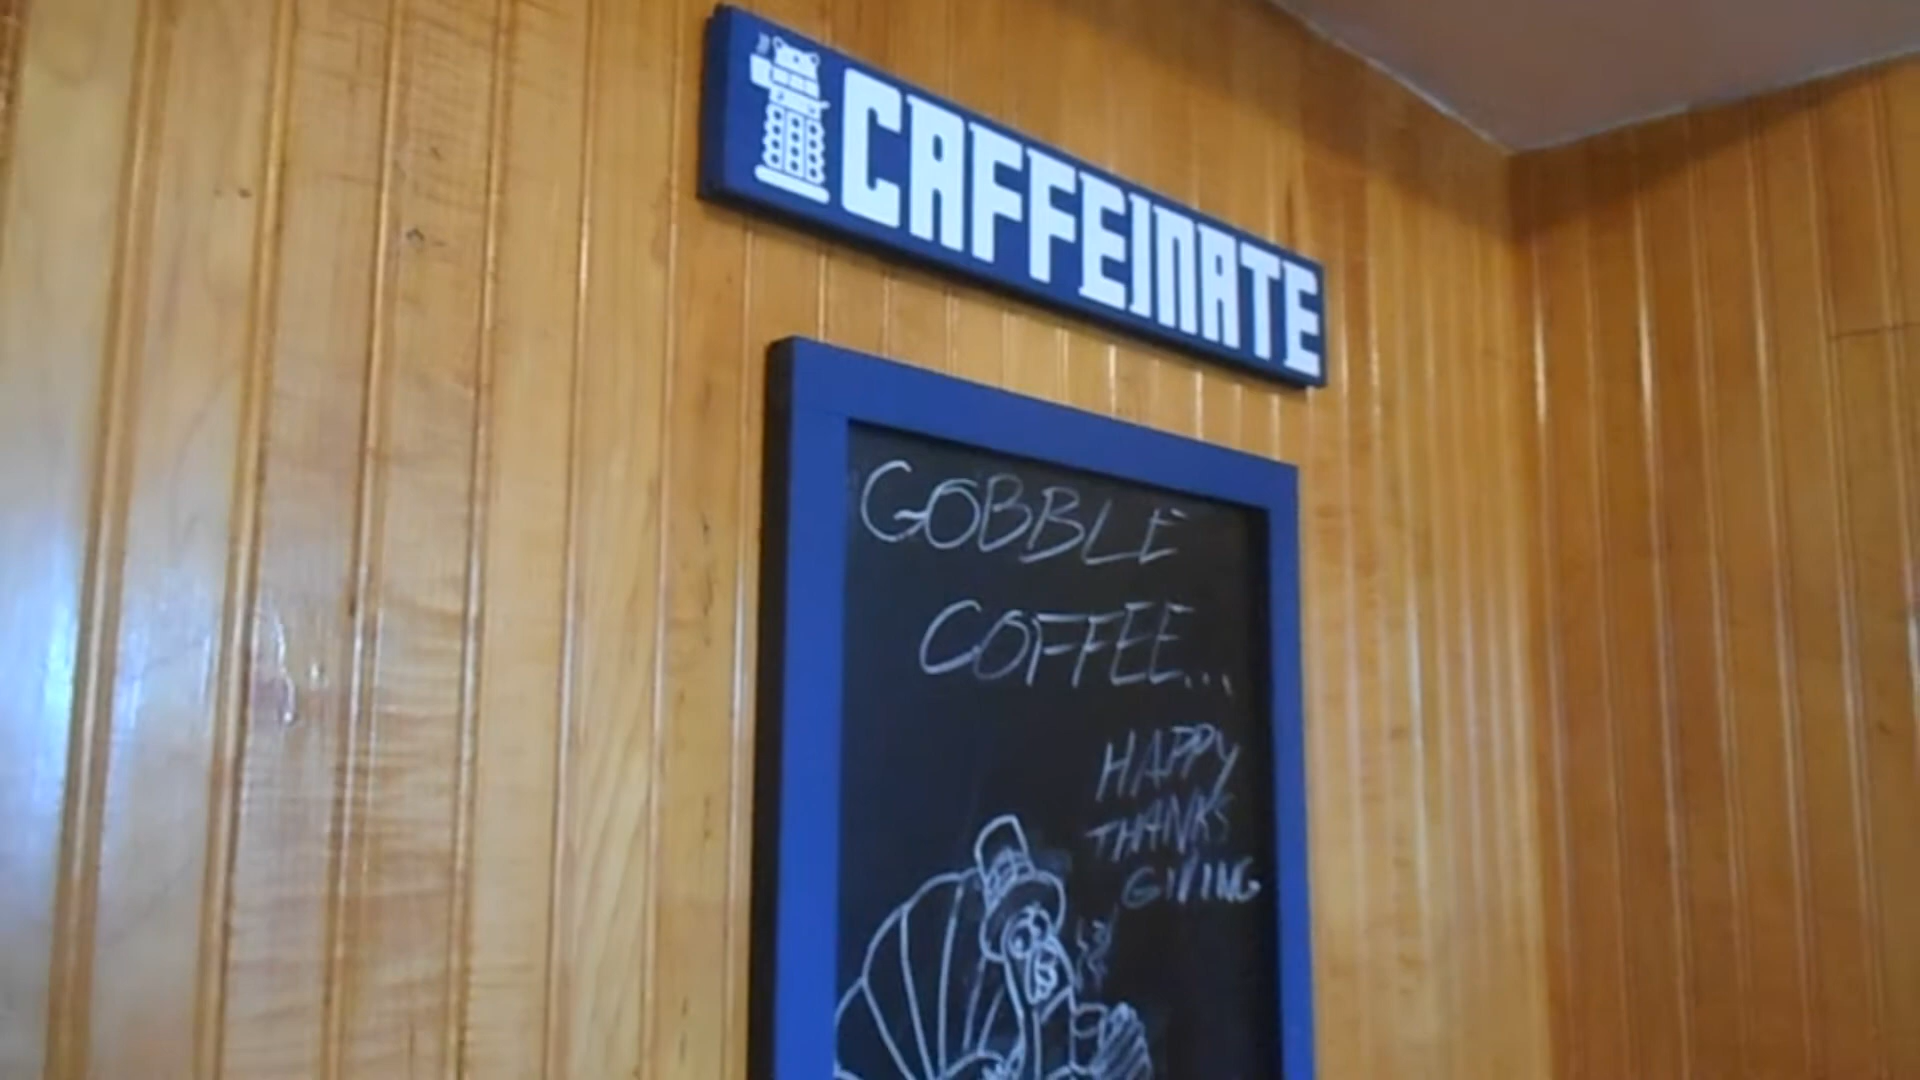 CAFFEINATE
GOBBLE
COFFEE...
HAPPY
THANKS
GIVING